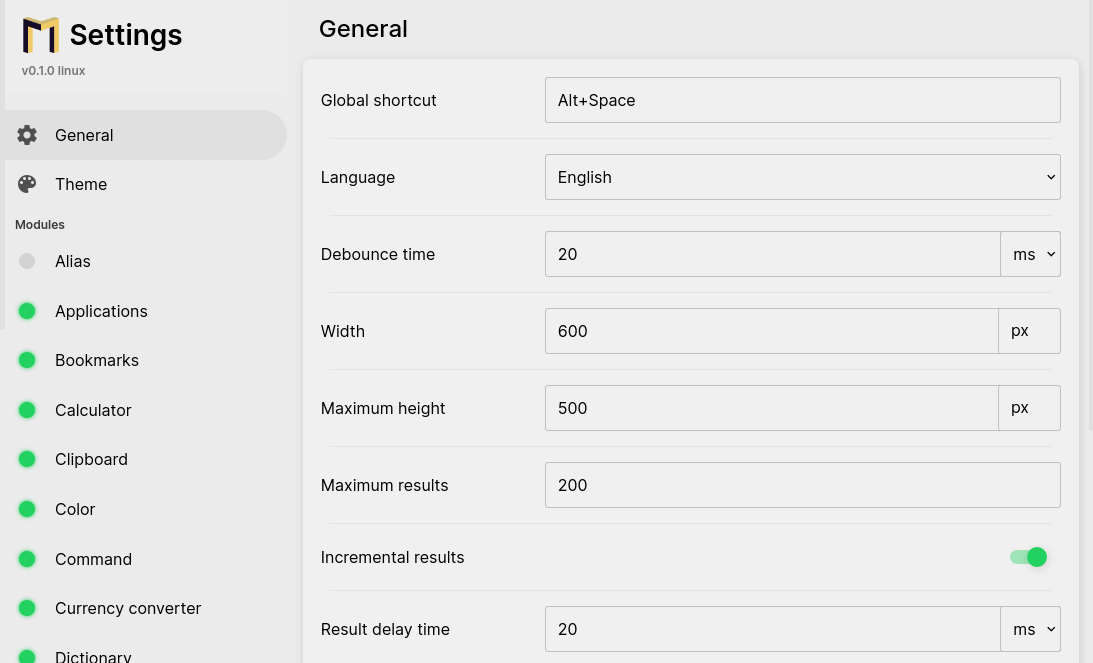 Settings
v0.1.0 linux
General
Theme
Modules
Alias
Applications
Bookmarks
Calculator
Clipboard
Color
Command
Currency converter
Dictionary
General
Global shortcut
Alt+Space
Language
English
Debounce time
20
ms
Width
600
px
Maximum height
500
px
Maximum results
200
Incremental results
Result delay time
20
ms